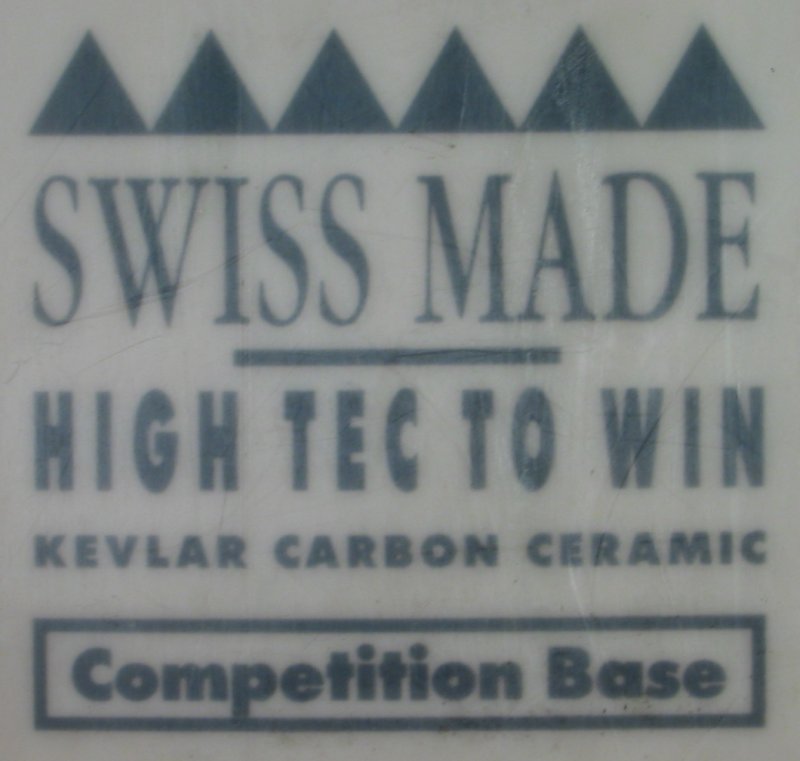 SWISS MADE
HIGH TEC TO WIN
KEVLAR CARBON CERAMIC
Competition Base